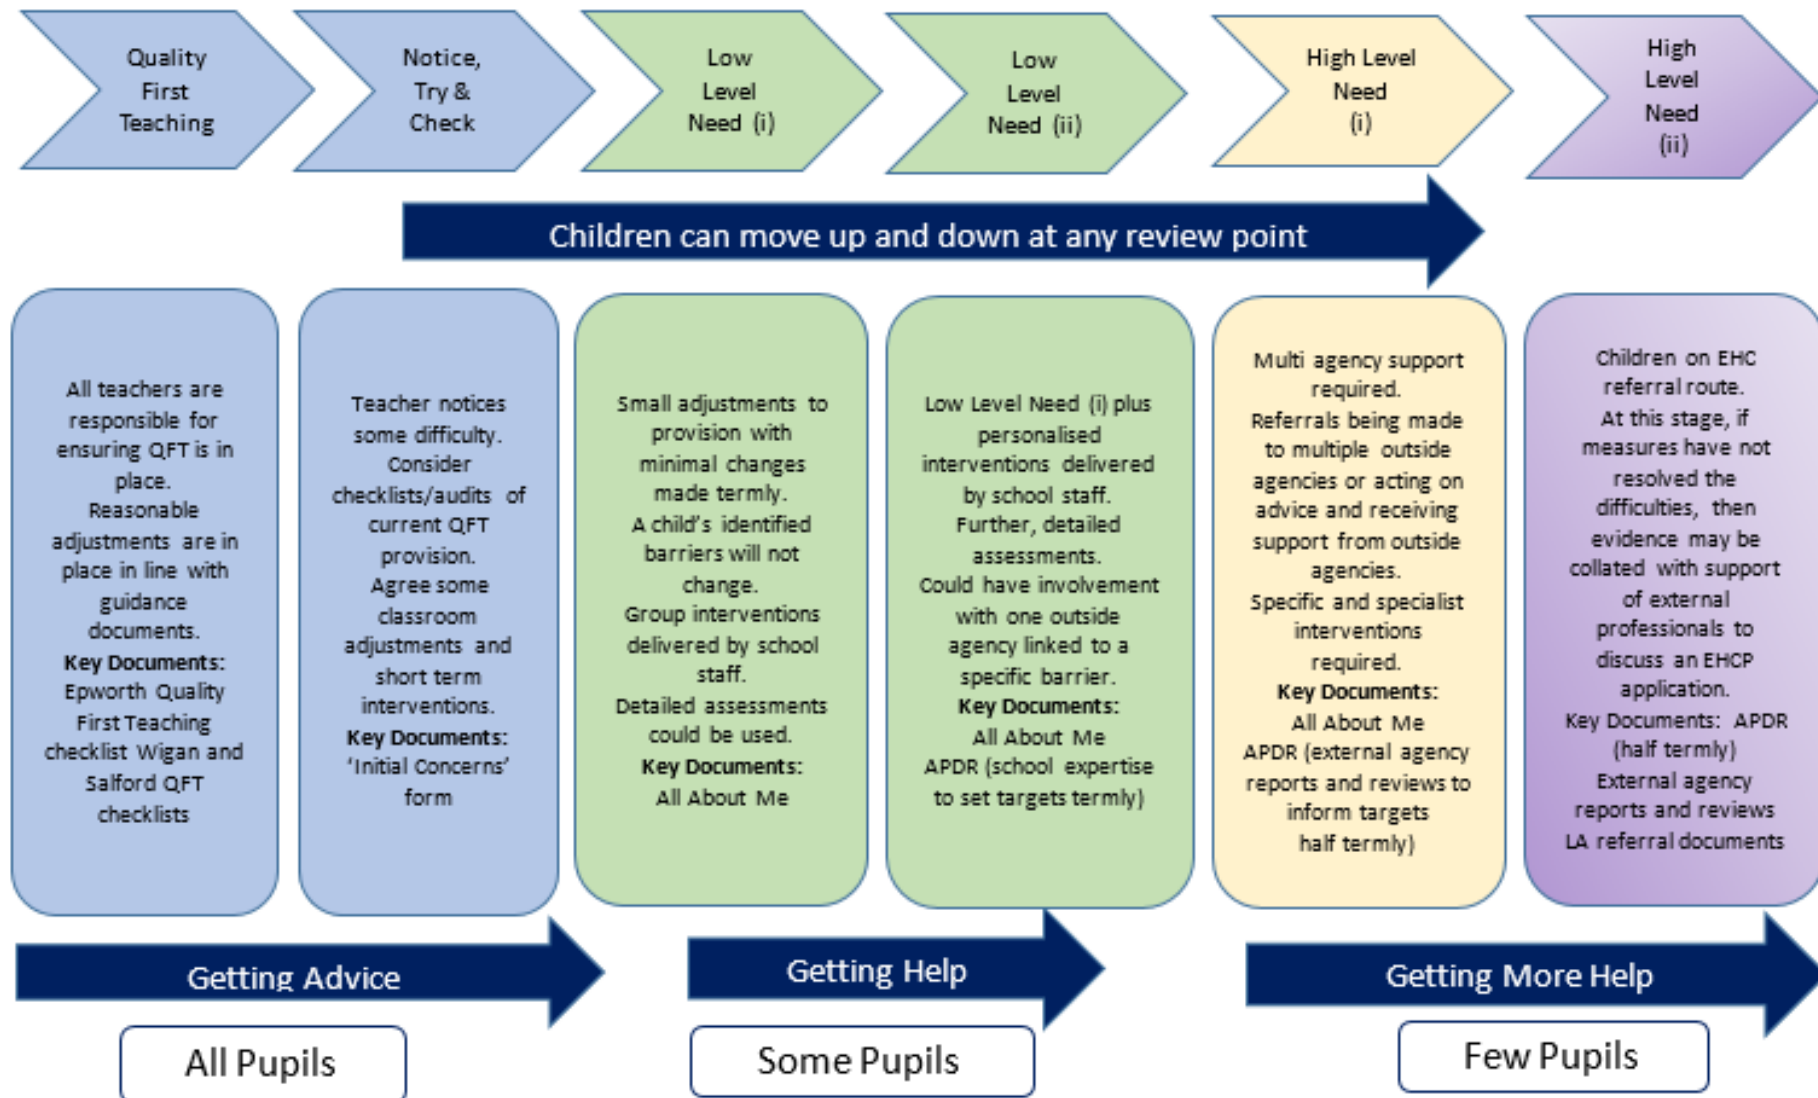 Quality
First
Teaching
Notice,
Try &
Check
Low
Level
Need (i)
Low
Level
Need (ii)
High Level
Need
(i)
High
Level
Need
(ii)
Children can move up and down at any review point
All teachers are
responsible for
ensuring QFT is in
place.
Reasonable
adjustments are in
place in line with
guidance
documents.
Key Documents:
Epworth Quality
First Teaching
checklist Wigan and
Salford QFT
checklists
Teacher notices
some difficulty.
Consider
checklists/audits of
current QFT
provision.
Agree some
classroom
adjustments and
short term
interventions.
Key Documents:
'Initial Concerns'
form
Small adjustments to
provision with
minimal changes
made termly.
A child's identified
barriers will not
change.
Group interventions
delivered by school
staff.
Detailed assessments
could be used.
Key Documents:
All About Me
Low Level Need (i) plus
personalised
interventions delivered
by school staff.
Further, detailed
assessments.
Could have involvement
with one outside
agency linked to a
specific barrier.
Key Documents:
All About Me
APDR (school expertise
to set targets termly)
Multi agency support
required.
Referrals being made
to multiple outside
agencies or acting on
advice and receiving
support from outside
agencies.
Specific and specialist
interventions
required.
Key Documents:
All About Me
APDR (external agency
reports and reviews to
inform targets
half termly)
Children on EHC
referral route.
At this stage, if
measures have not
resolved the
difficulties, then
evidence may be
collated with support
of external
professionals to
discuss an EHCP
application.
Key Documents: APDR
(half termly)
External agency
reports and reviews
LA referral documents
Getting Advice
Getting Help
Getting More Help
All Pupils
Some Pupils
Few Pupils